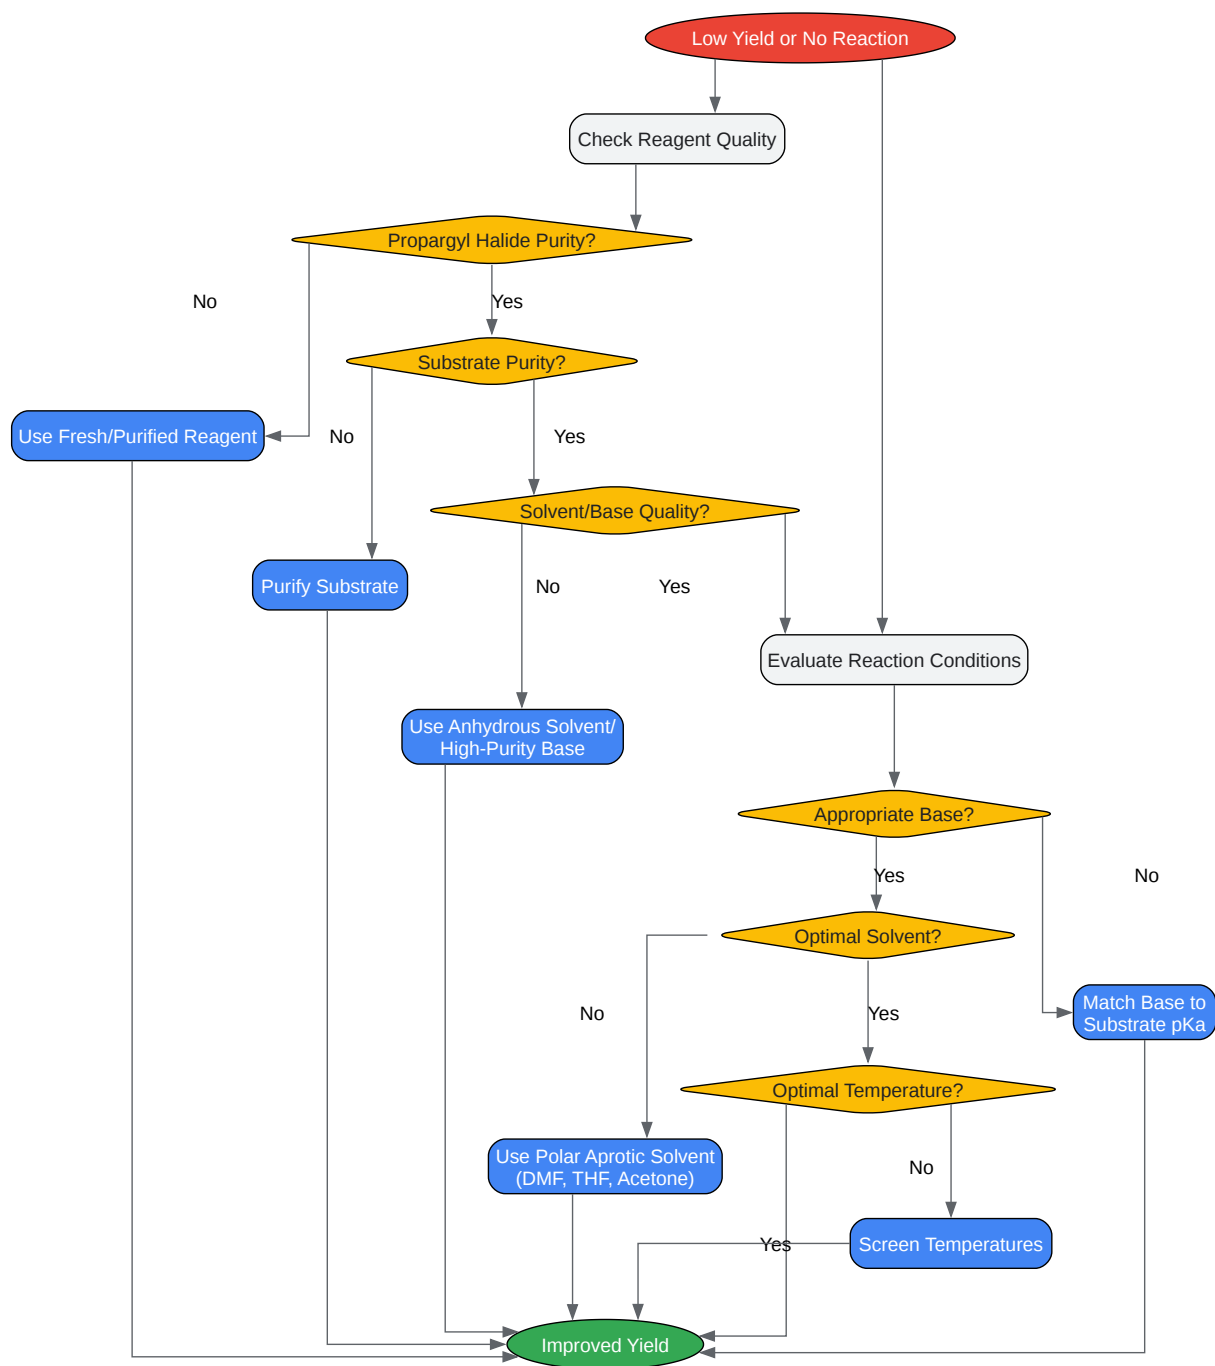 Low Yield or No Reaction
Check Reagent Quality
Propargyl Halide Purity?
No
Yes
Substrate Purity?
Use Fresh/Purified Reagent
No
Yes
Solvent/Base Quality?
Purify Substrate
No
Yes
Evaluate Reaction Conditions
Use Anhydrous Solvent/
High-Purity Base
Appropriate Base?
Yes
No
Optimal Solvent?
No
Yes
Match Base to
Substrate pKa
Optimal Temperature?
Use Polar Aprotic Solvent
(DMF, THF, Acetone)
No
Yes
Screen Temperatures
Improved Yield